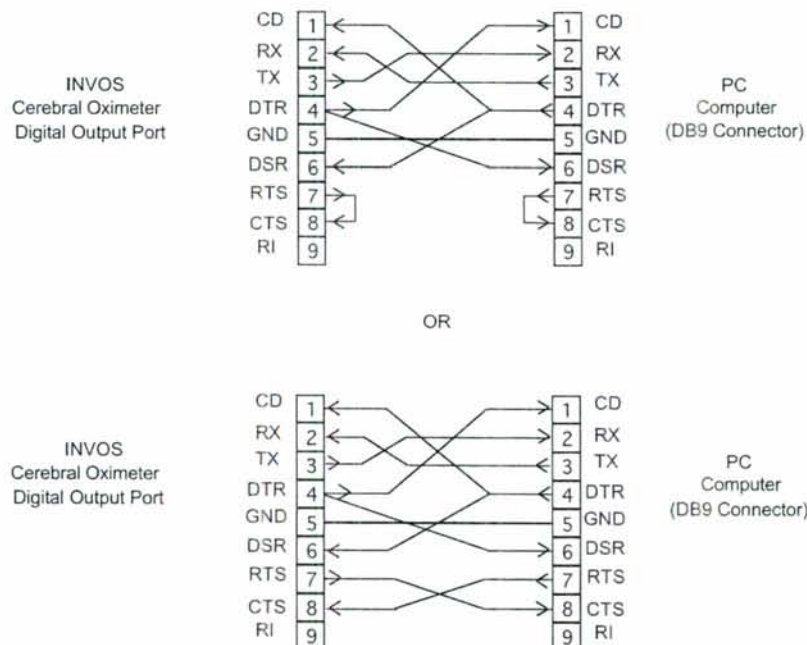 CD 1 1 CD
RX 2 2 RX
TX 3 3 TX
DTR 4 4 DTR
GND 5 5 GND
DSR 6 6 DSR
RTS 7 7 RTS
CTS 8 8 CTS
RI 9 9 RI
INVOS
Cerebral Oximeter
Digital Output Port
PC
Computer
(DB9 Connector)
OR
CD 1 1 CD
RX 2 2 RX
TX 3 3 TX
DTR 4 4 DTR
GND 5 5 GND
DSR 6 6 DSR
RTS 7 7 RTS
CTS 8 8 CTS
RI 9 9 RI
INVOS
Cerebral Oximeter
Digital Output Port
PC
Computer
(DB9 Connector)